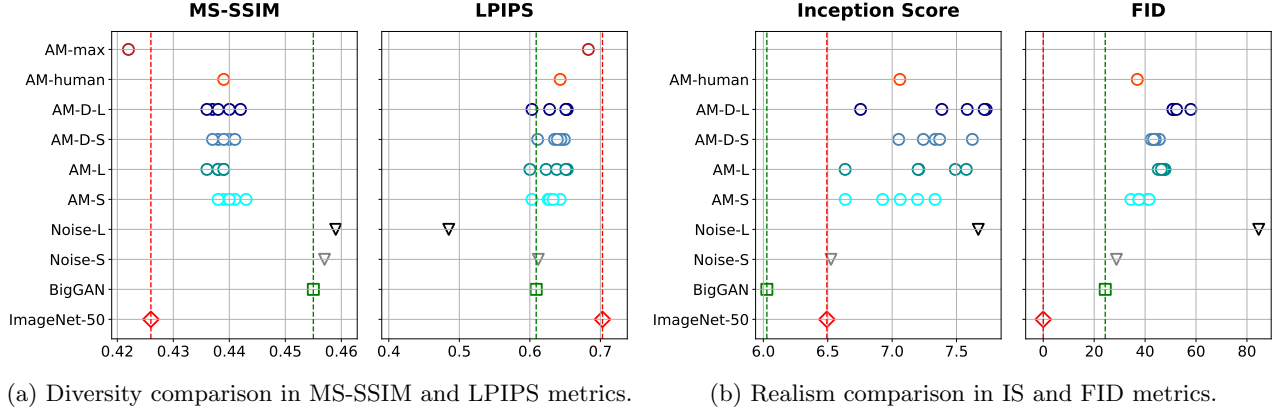 MS-SSIM
LPIPS
Inception Score
FID
AM-max
AM-human
AM-D-L
AM-D-S
AM-L
AM-S
Noise-L
Noise-S
BigGAN
ImageNet-50
0.42 0.43 0.44 0.45 0.46
0.4 0.5 0.6 0.7
AM-human
AM-D-L
AM-D-S
AM-L
AM-S
Noise-L
Noise-S
BigGAN
ImageNet-50
6.0 6.5 7.0 7.5
0 20 40 60 80
(a) Diversity comparison in MS-SSIM and LPIPS metrics.
(b) Realism comparison in IS and FID metrics.